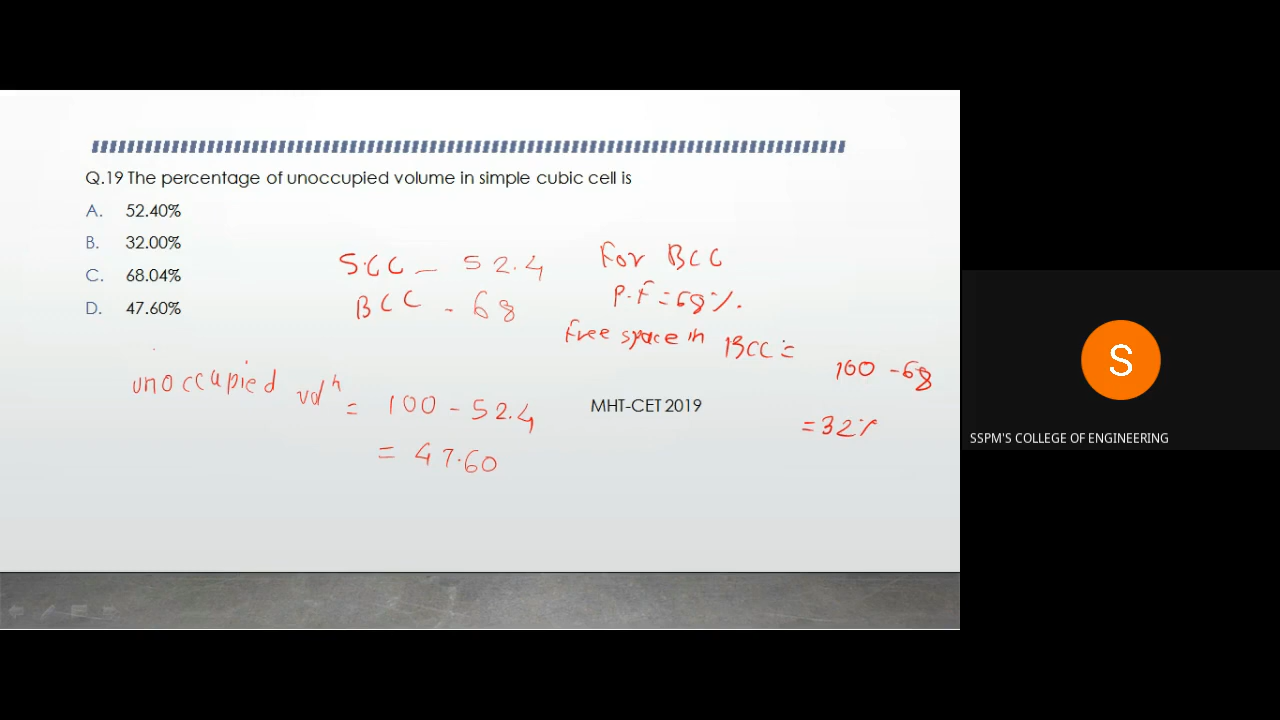 Q.19 The percentage of unoccupied volume in simple cubic cell is
A. 52.40%
B. 32.00%
C. 68.04%
D. 47.60%
S.CC - 52.4
BCC - 68
For BCC
P.F = 68%.
Free space in BCC =
100 - 68
= 32%
unoccupied volⁿ = 100 - 52.4
= 47.60
MHT-CET 2019
S
SSPM'S COLLEGE OF ENGINEERING